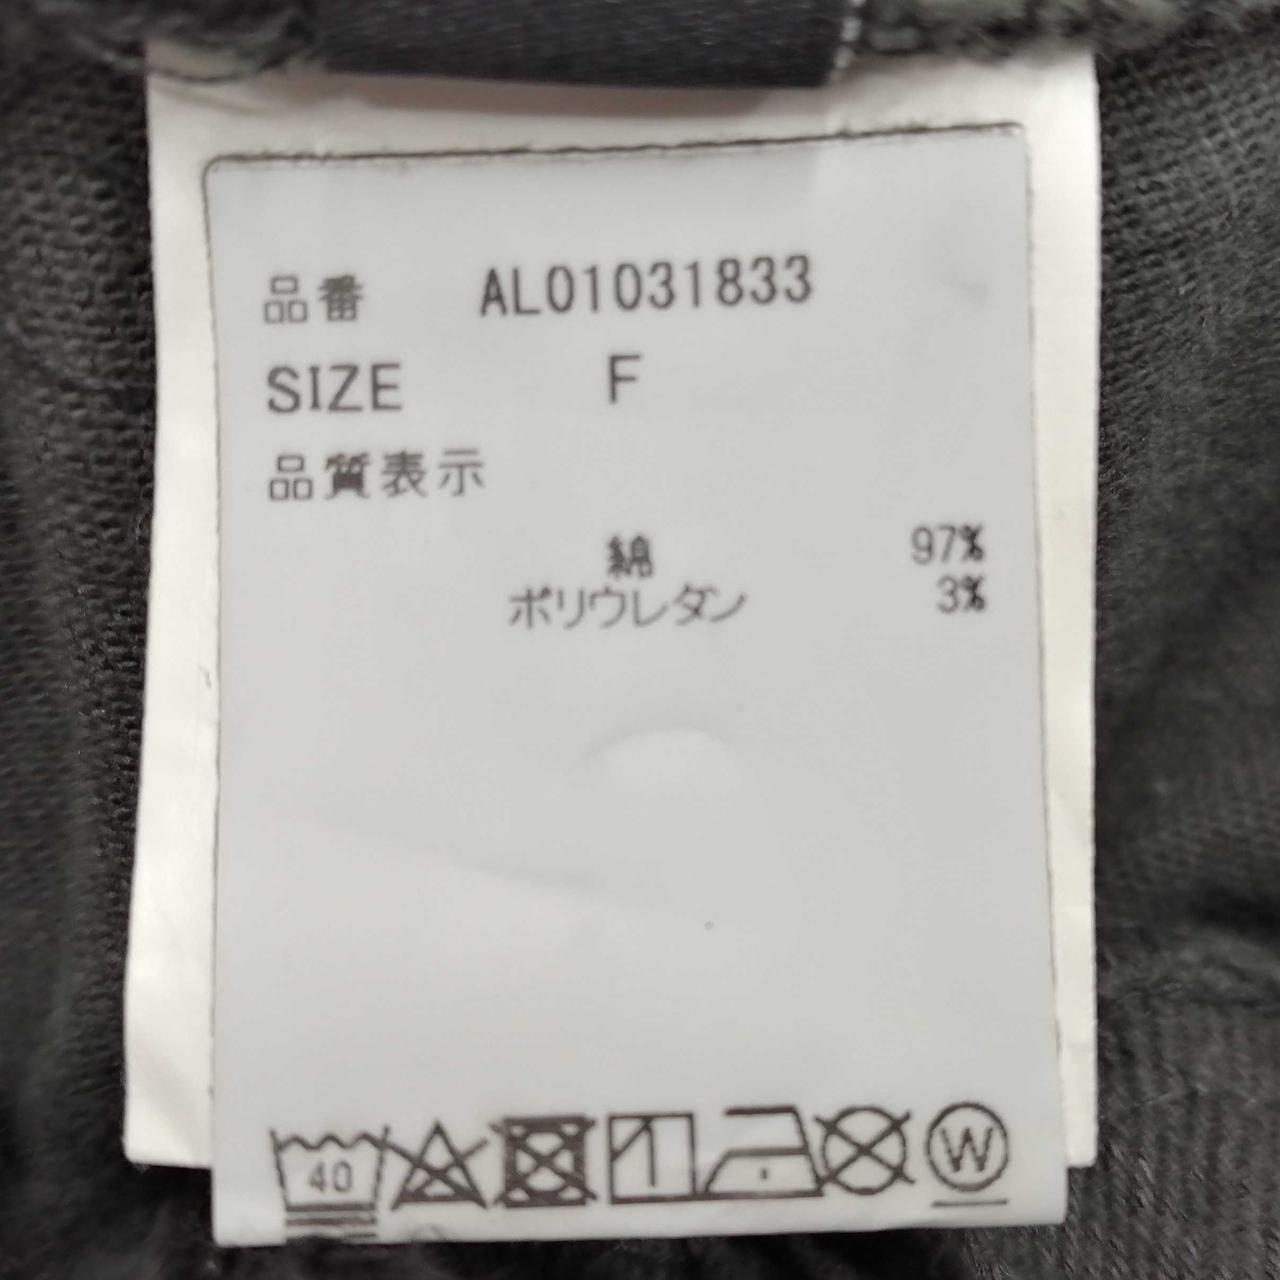 品番 AL01031833
SIZE F
品質表示
綿 97%
ポリウレタン 3%
40 W